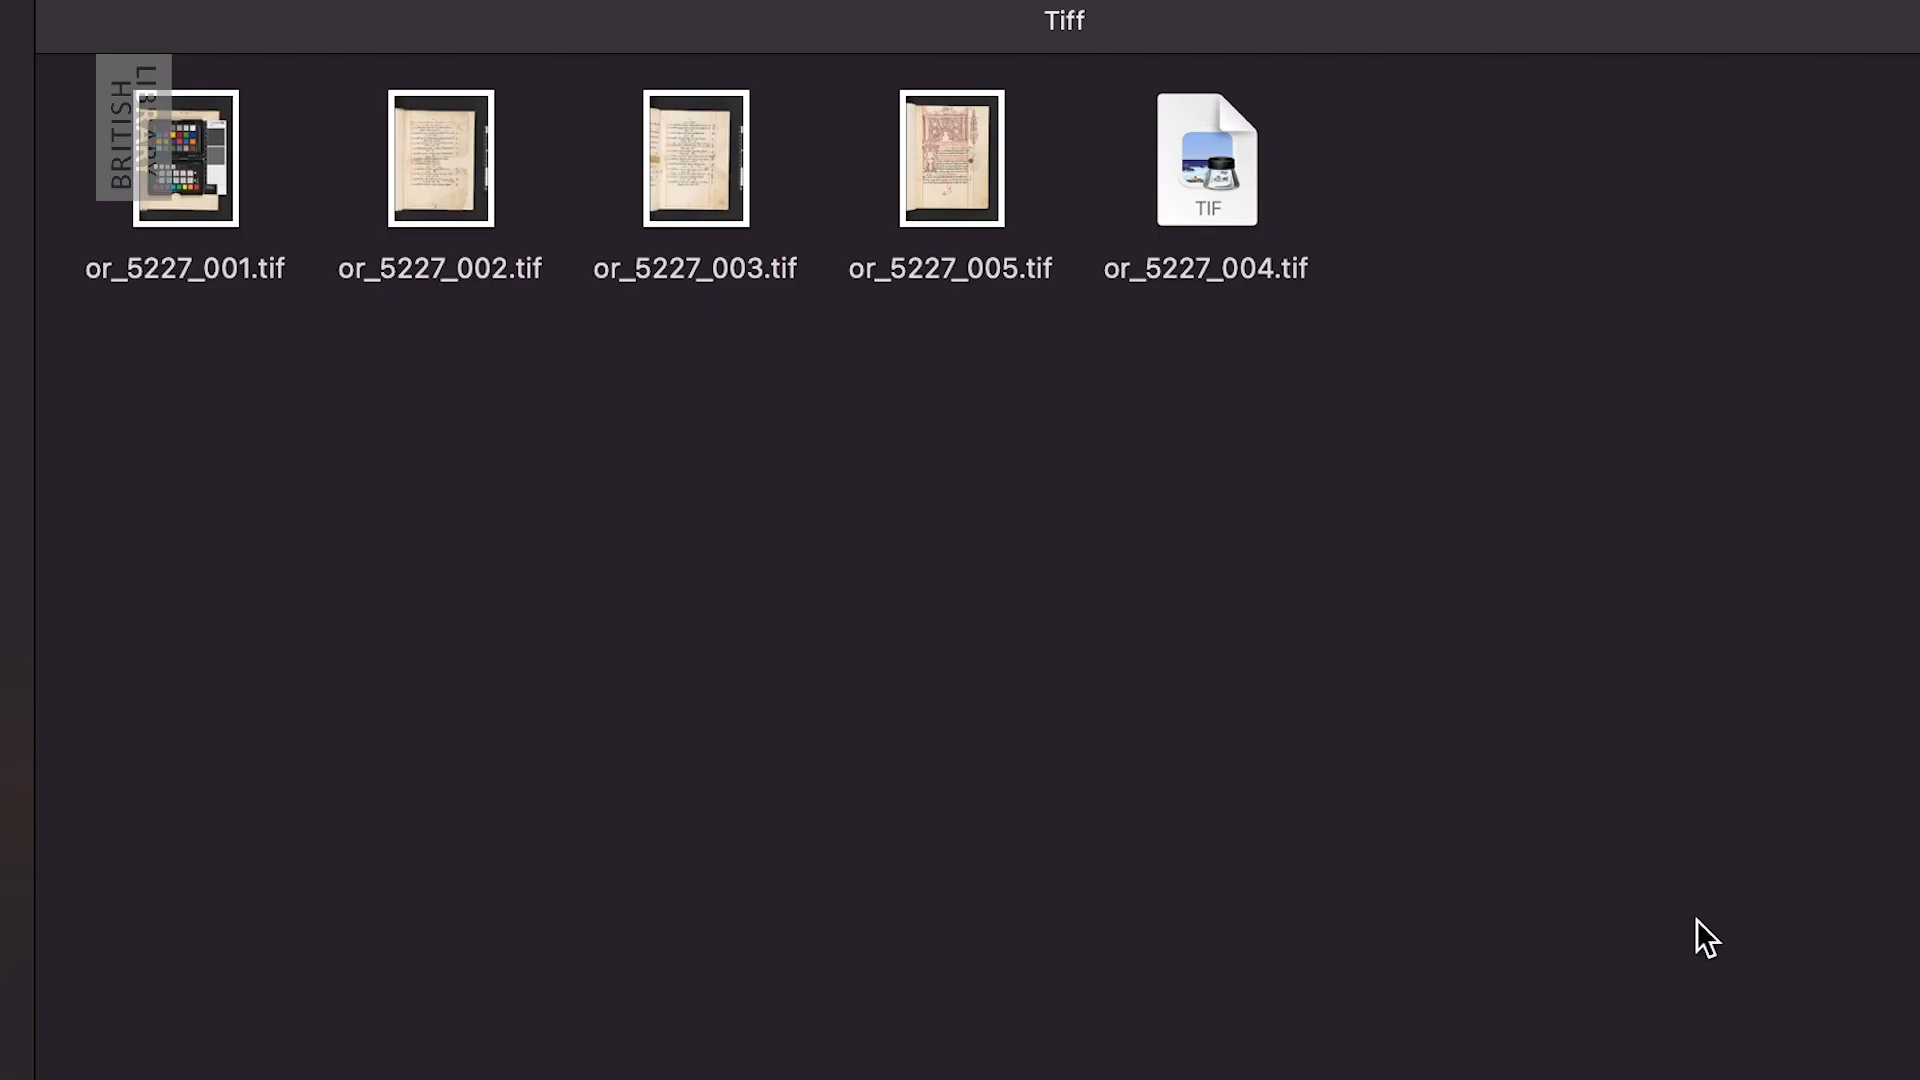 Tiff
BRITISH
LIBRARY
TIF
or_5227_001.tif
or_5227_002.tif
or_5227_003.tif
or_5227_005.tif
or_5227_004.tif